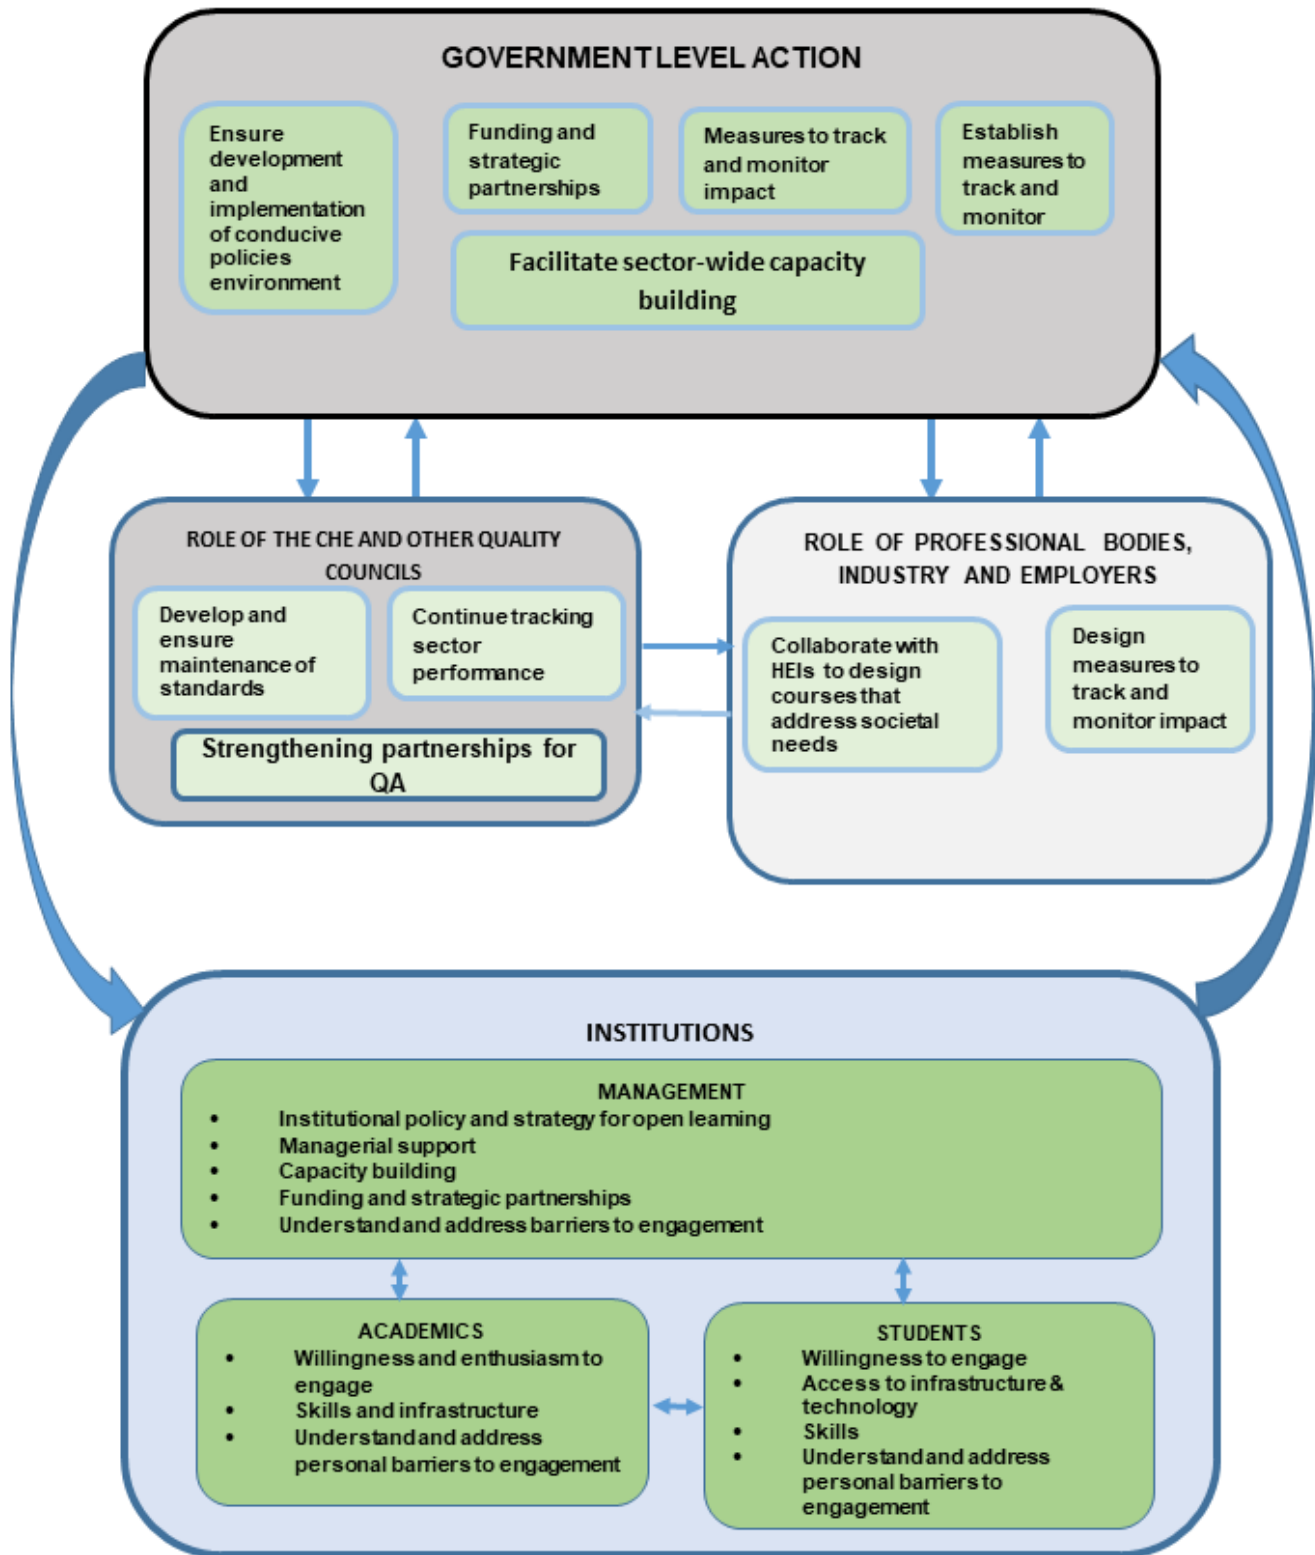 GOVERNMENT LEVEL ACTION
Ensure
development
and
implementation
of conducive
policies
environment
Funding and
strategic
partnerships
Measures to track
and monitor
impact
Establish
measures to
track and
monitor
Facilitate sector-wide capacity
building
ROLE OF THE CHE AND OTHER QUALITY
COUNCILS
Develop and
ensure
maintenance of
standards
Continue tracking
sector
performance
Strengthening partnerships for
QA
ROLE OF PROFESSIONAL BODIES,
INDUSTRY AND EMPLOYERS
Collaborate with
HEIs to design
courses that
address societal
needs
Design
measures to
track and
monitor impact
INSTITUTIONS
MANAGEMENT
• Institutional policy and strategy for open learning
• Managerial support
• Capacity building
• Funding and strategic partnerships
• Understand and address barriers to engagement
ACADEMICS
• Willingness and enthusiasm to
engage
• Skills and infrastructure
• Understand and address
personal barriers to engagement
STUDENTS
• Willingness to engage
• Access to infrastructure &
technology
• Skills
• Understand and address
personal barriers to
engagement